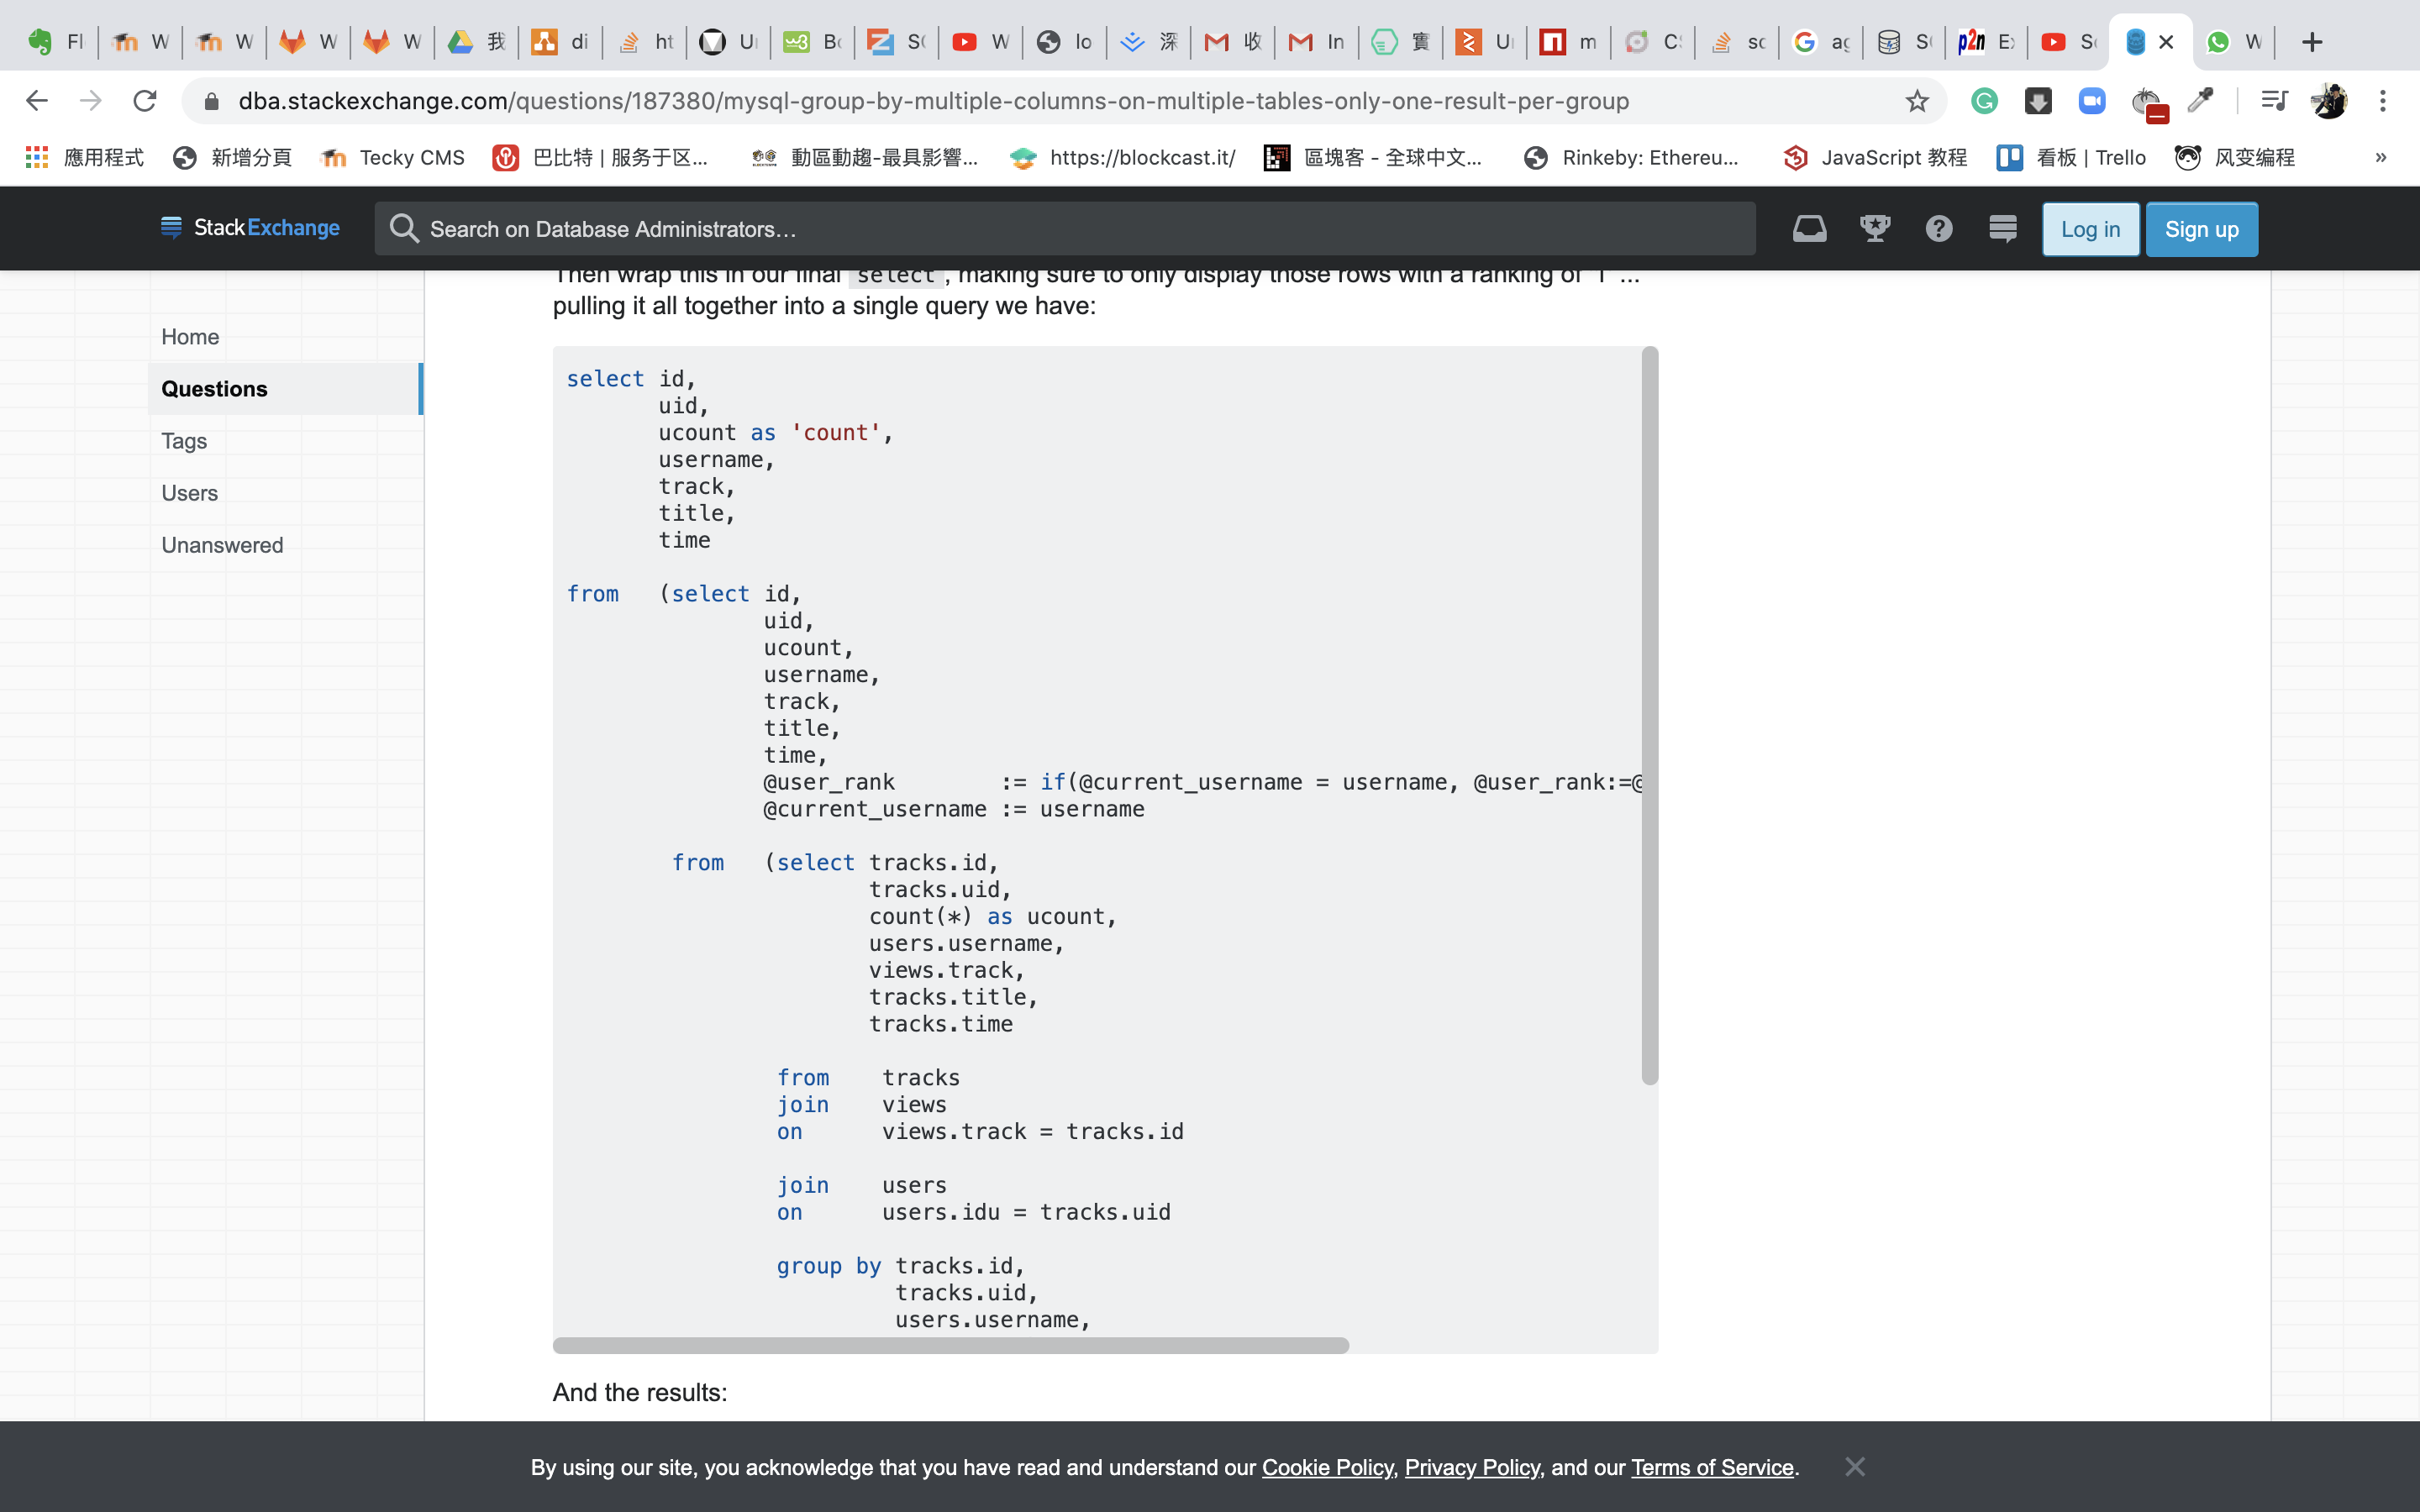 Fl W W W W 我 di ht U Bo S W lo 深 M 收 In 實 U m C sc ag S E S W
dba.stackexchange.com/questions/187380/mysql-group-by-multiple-columns-on-multiple-tables-only-one-result-per-group
應用程式 新增分頁 Tecky CMS 巴比特 | 服务于区... 動區動趨-最具影響... https://blockcast.it/ 區塊客 - 全球中文... Rinkeby: Ethereu... JavaScript 教程 看板 | Trello 风变编程 »
StackExchange Search on Database Administrators... Log in Sign up
Then wrap this in our final select, making sure to only display those rows with a ranking of '1' ...
pulling it all together into a single query we have:
Home
Questions
Tags
Users
Unanswered
select id,
uid,
ucount as 'count',
username,
track,
title,
time
from (select id,
uid,
ucount,
username,
track,
title,
time,
@user_rank := if(@current_username = username, @user_rank:=@
@current_username := username
from (select tracks.id,
tracks.uid,
count(*) as ucount,
users.username,
views.track,
tracks.title,
tracks.time
from tracks
join views
on views.track = tracks.id
join users
on users.idu = tracks.uid
group by tracks.id,
tracks.uid,
users.username,
And the results:
By using our site, you acknowledge that you have read and understand our Cookie Policy, Privacy Policy, and our Terms of Service.